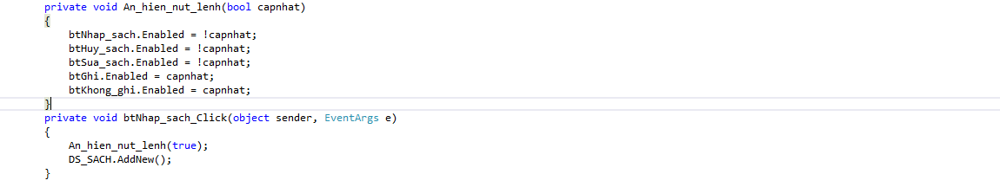 private void An_hien_nut_lenh(bool capnhat)
{
btNhap_sach.Enabled = !capnhat;
btHuy_sach.Enabled = !capnhat;
btSua_sach.Enabled = !capnhat;
btGhi.Enabled = capnhat;
btKhong_ghi.Enabled = capnhat;
}
private void btNhap_sach_Click(object sender, EventArgs e)
{
An_hien_nut_lenh(true);
DS_SACH.AddNew();
}